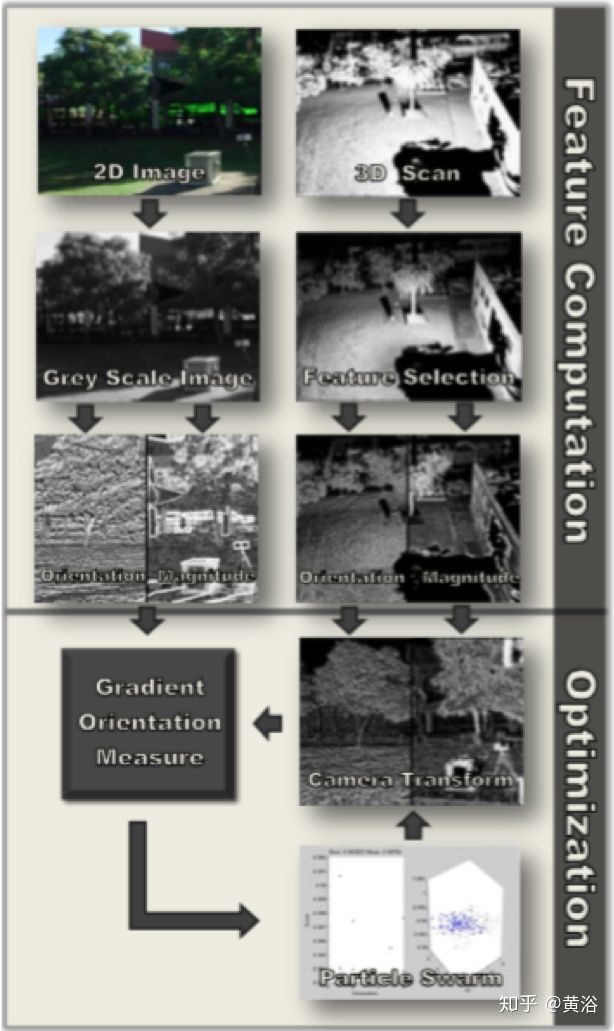 2D Image
3D Scan
Feature Computation
Grey Scale Image
Feature Selection
Orientation
Magnitude
Orientation
Magnitude
Gradient
Orientation
Measure
Camera Transform
Optimization
Particle Swarm
知乎 @黄浴